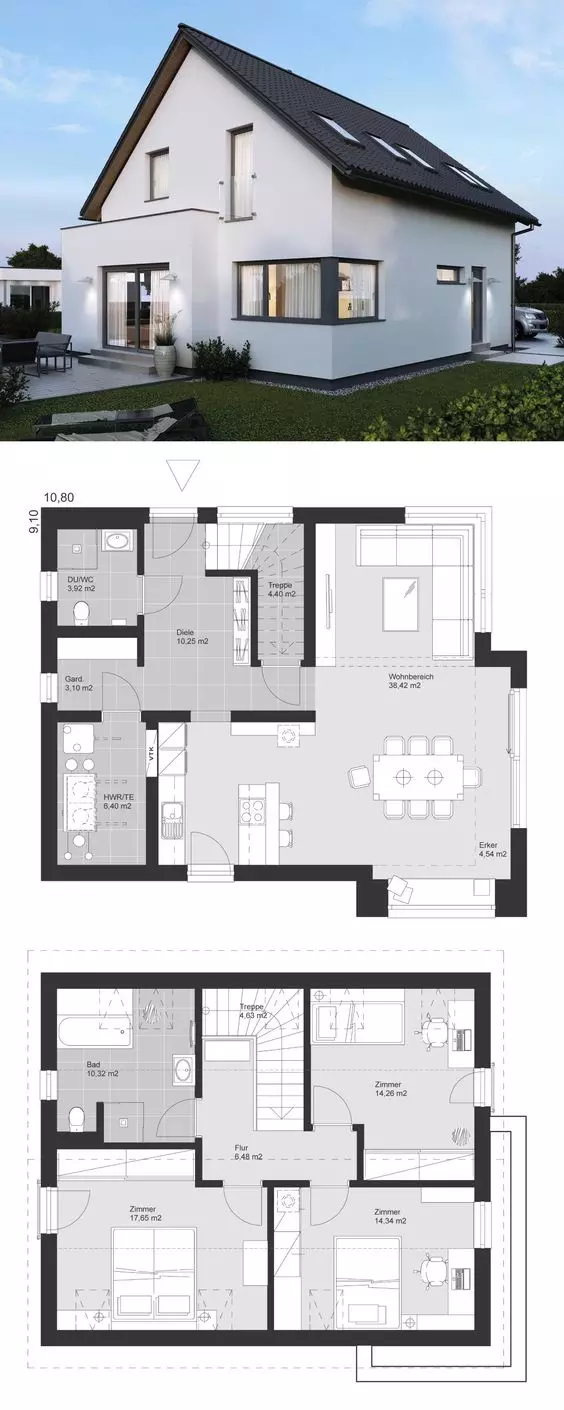 10,80
9,10
DU/WC
3,92 m2
Diele
10,25 m2
Treppe
4.40 m2
Gard.
3,10 m2
Wohnbereich
38,42 m2
VTK
HWR/TE
6,40 m2
Erker
4,54 m2
Treppe
4,63 m2
Bad
10,32 m2
Zimmer
14,26 m2
Flur
6,48 m2
Zimmer
17,65 m2
Zimmer
14,34 m2